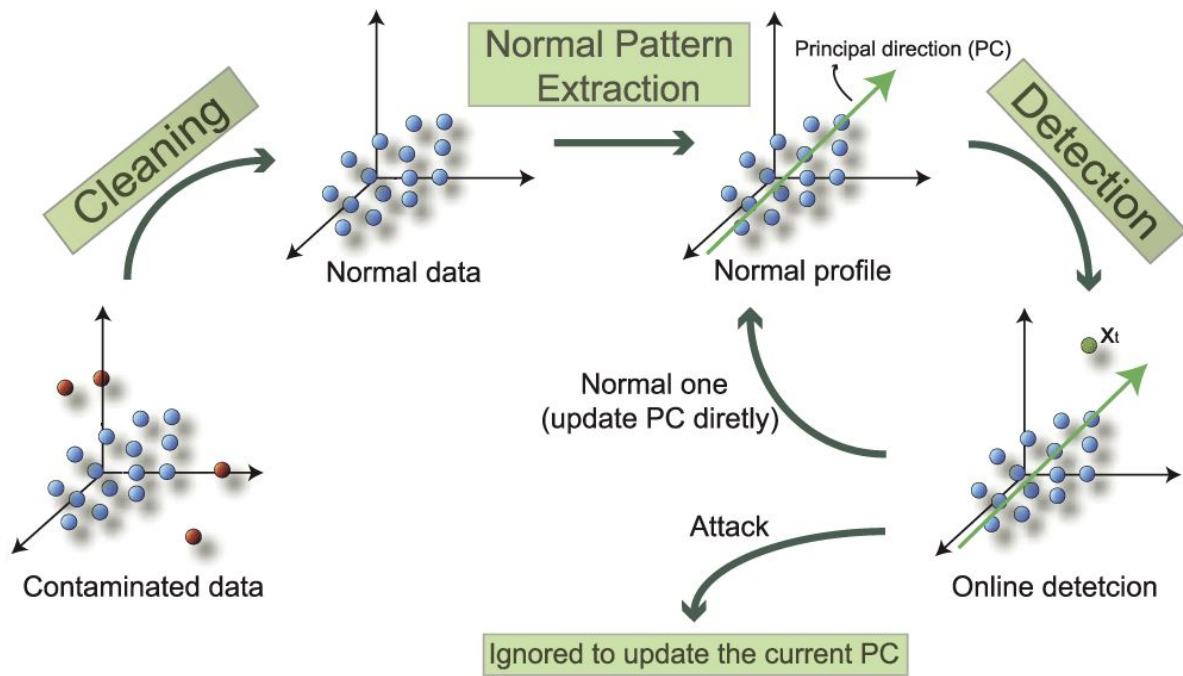 Cleaning
Normal Pattern
Extraction
Principal direction (PC)
Detection
Normal data
Normal profile
Contaminated data
Normal one
(update PC diretly)
Attack
xt
Online detetcion
Ignored to update the current PC